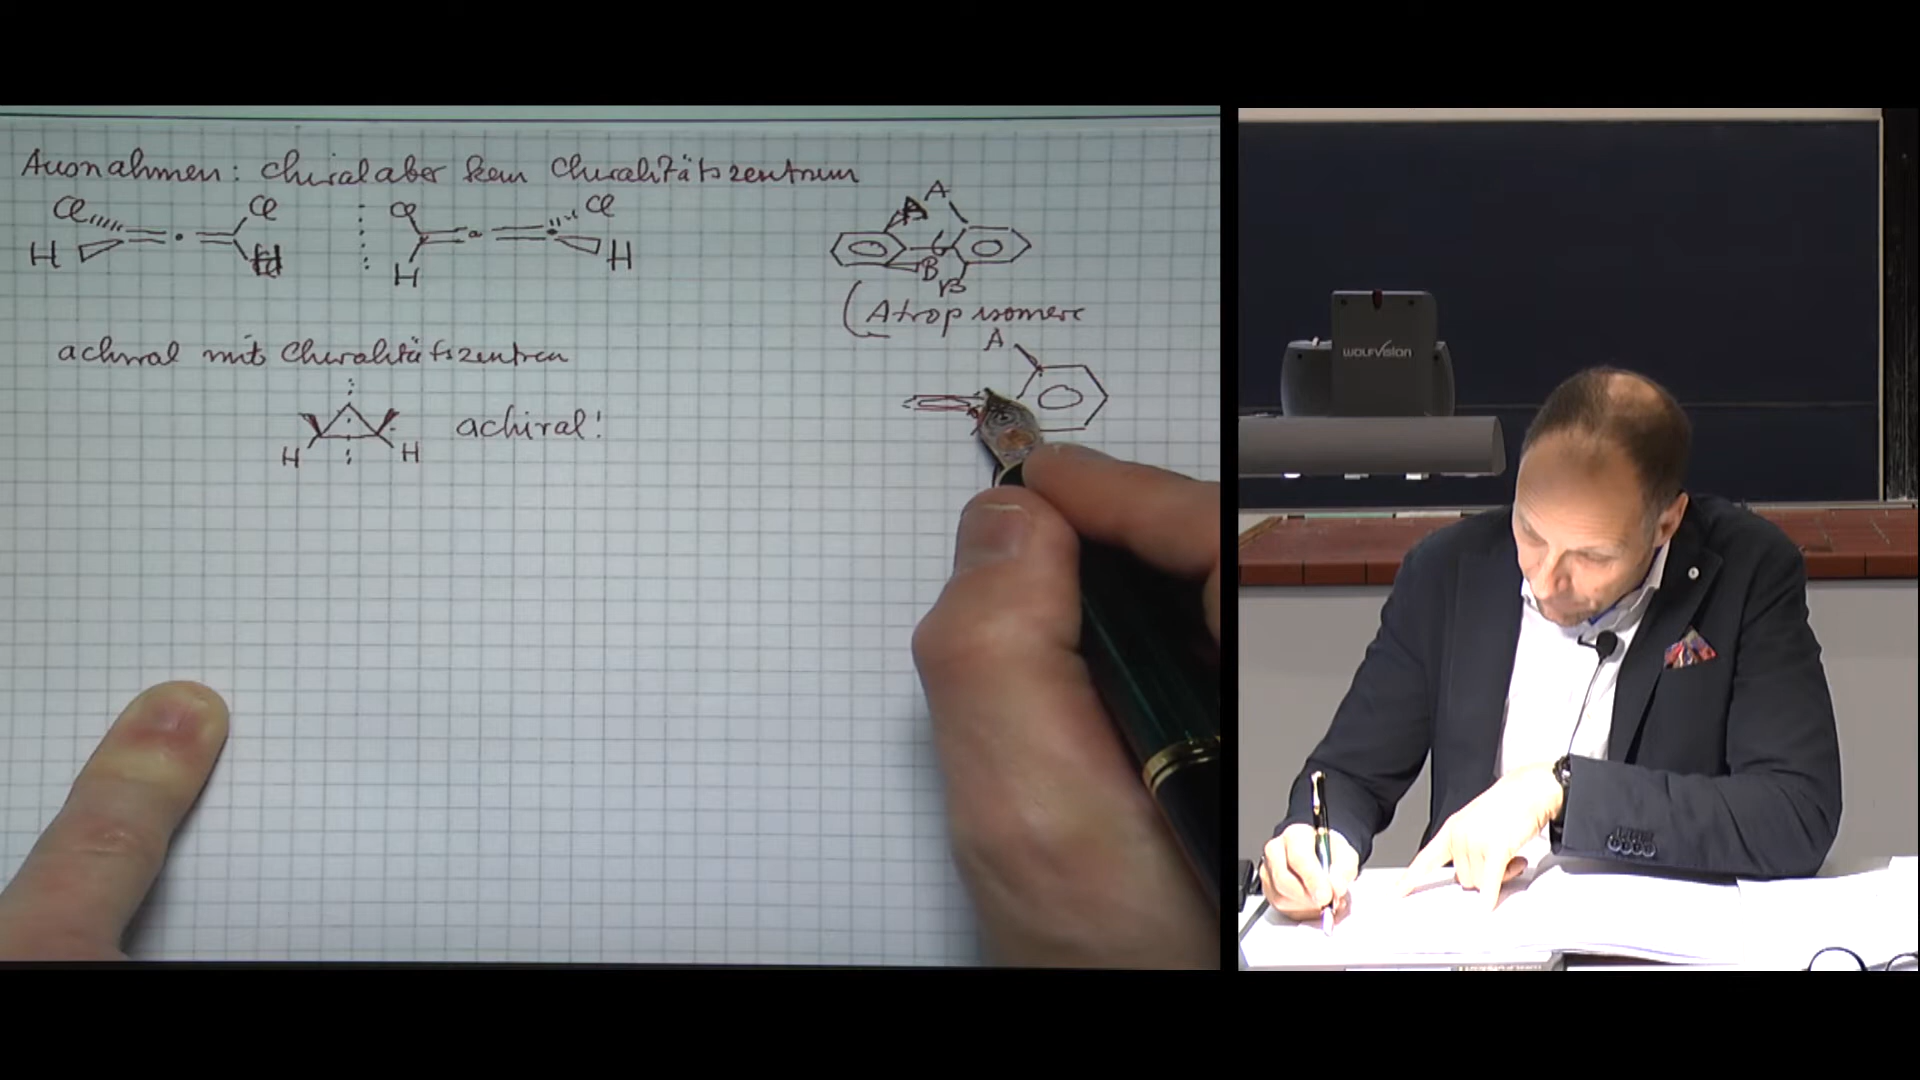 Ausnahmen: chiral aber kein Chiralitätszentrum
Cl Cl Cl Cl
H H H H
A A
B B
(Atropisomere
achiral mit Chiralitätszentren
A
achiral!
H H
WOLFVISION